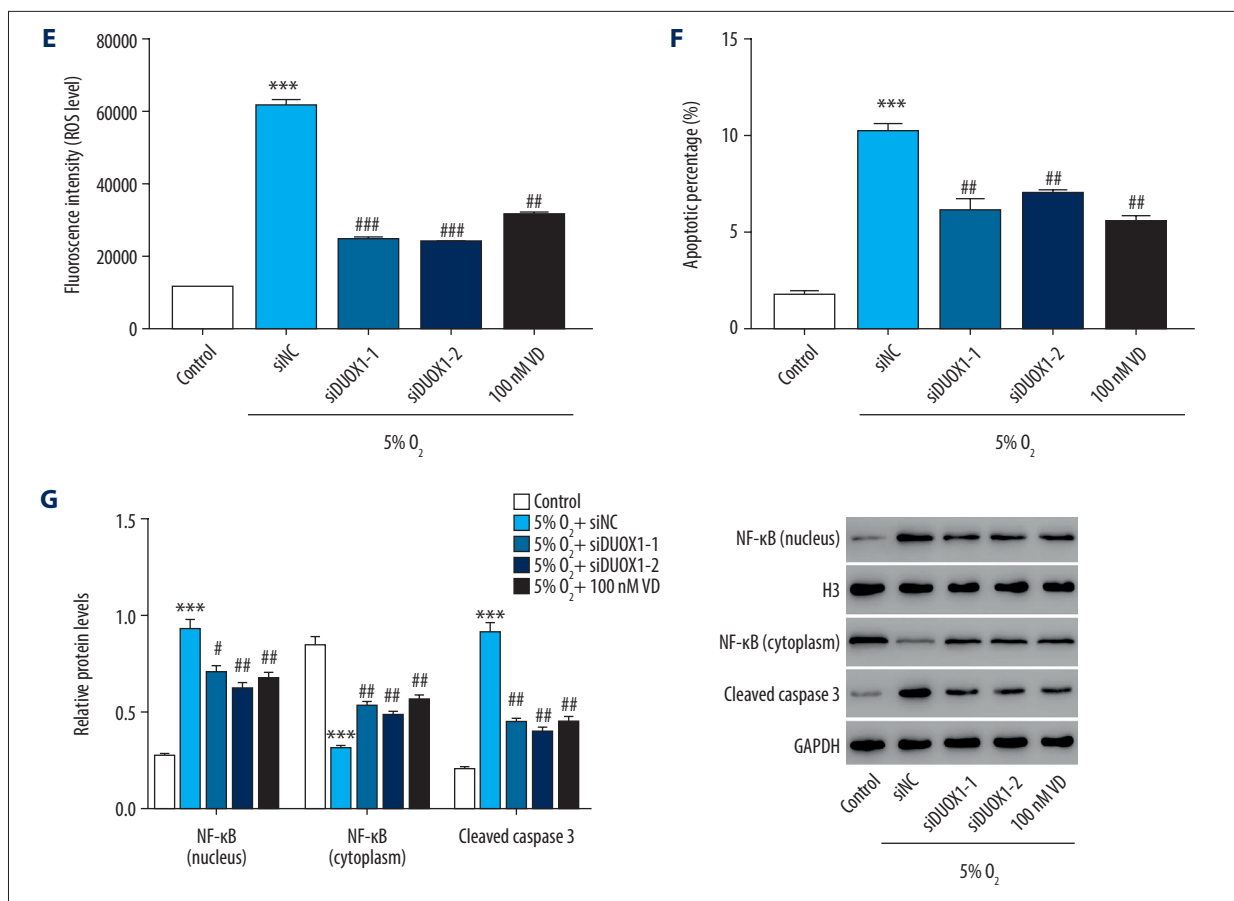 E
80000
60000
40000
20000
0
Fluoroscence intensity (ROS level)
***
###
###
##
Control
siNC
siDUOX1-1
siDUOX1-2
100 nM VD
5% O₂
F
15
10
5
0
Apoptotic percentage (%)
***
##
##
##
Control
siNC
siDUOX1-1
siDUOX1-2
100 nM VD
5% O₂
G
Control
5% O₂+ siNC
5% O₂+ siDUOX1-1
5% O₂+ siDUOX1-2
5% O₂+ 100 nM VD
1.5
1.0
0.5
0.0
Relative protein levels
***
#
##
##
***
##
##
##
***
##
##
##
NF-κB
(nucleus)
NF-κB
(cytoplasm)
Cleaved caspase 3
NF-κB (nucleus)
H3
NF-κB (cytoplasm)
Cleaved caspase 3
GAPDH
Control
siNC
siDUOX1-1
siDUOX1-2
100 nM VD
5% O₂